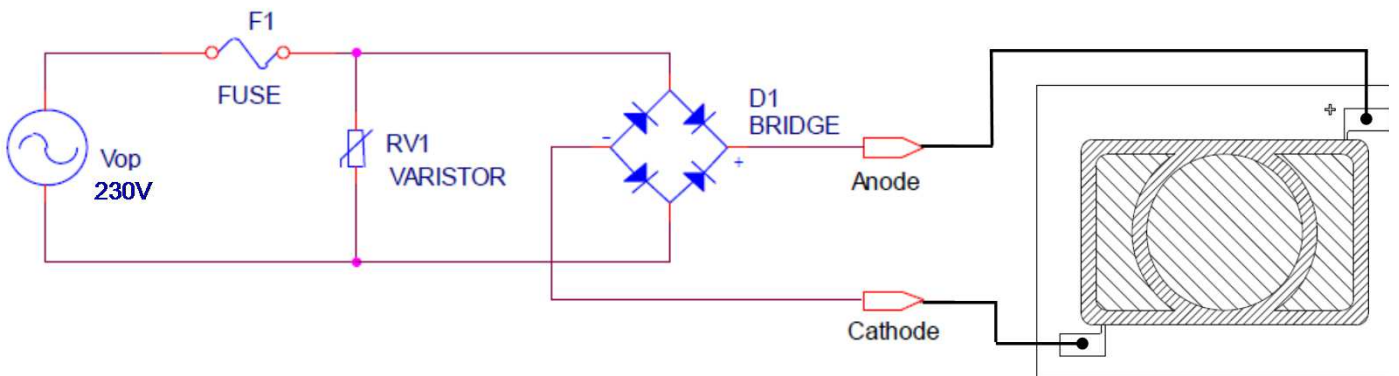 F1
FUSE
Vop
230V
RV1
VARISTOR
D1
BRIDGE
-
+
Anode
Cathode
+